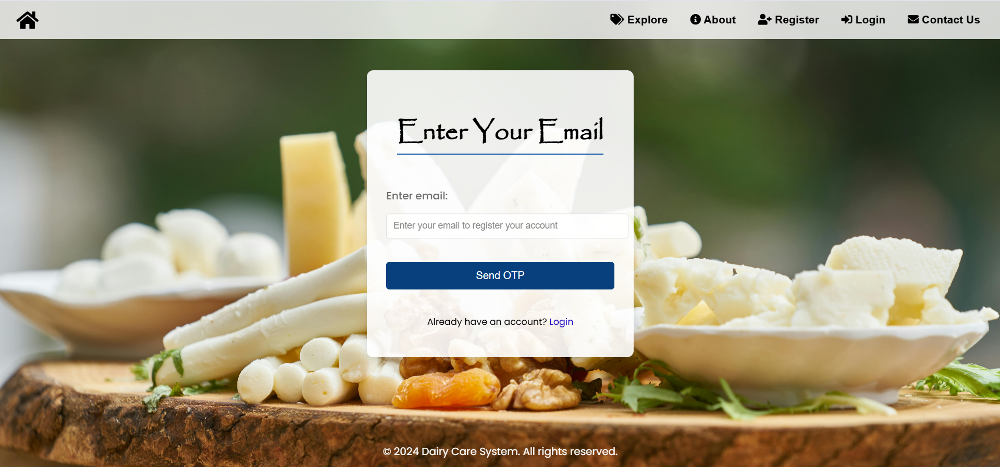 Explore About Register Login Contact Us
Enter Your Email
Enter email:
Enter your email to register your account
Send OTP
Already have an account? Login
© 2024 Dairy Care System. All rights reserved.